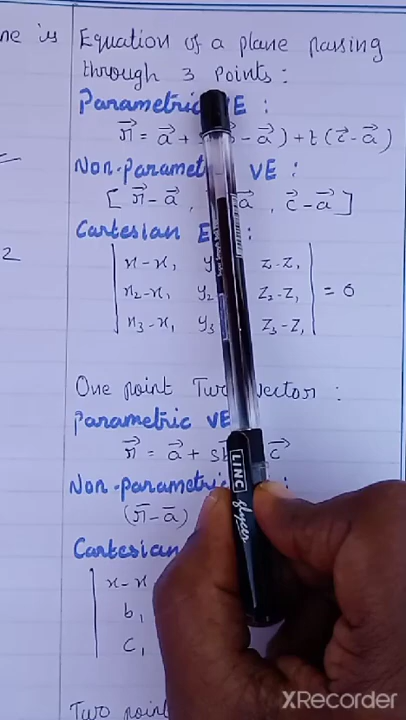 ne is
Equation of a plane passing
through 3 Points :
Parametric VE :
r⃗ = a⃗ + - a⃗ ) + t ( c⃗ - a⃗ )
Non-Parametric VE :
[ r⃗ - a⃗ , a⃗ , c⃗ - a⃗ ]
2
Cartesian E :
x - x₁ y z - z₁
x₂ - x₁ y₂ z₂ - z₁ = 0
x₃ - x₁ y₃ z₃ - z₁
One point Two vector :
Parametric VE
r⃗ = a⃗ + s c⃗
LINC glycer
Non-parametric :
( r̄ - ā )
Cartesian
x - x
b₁
c₁
Two point
XRecorder